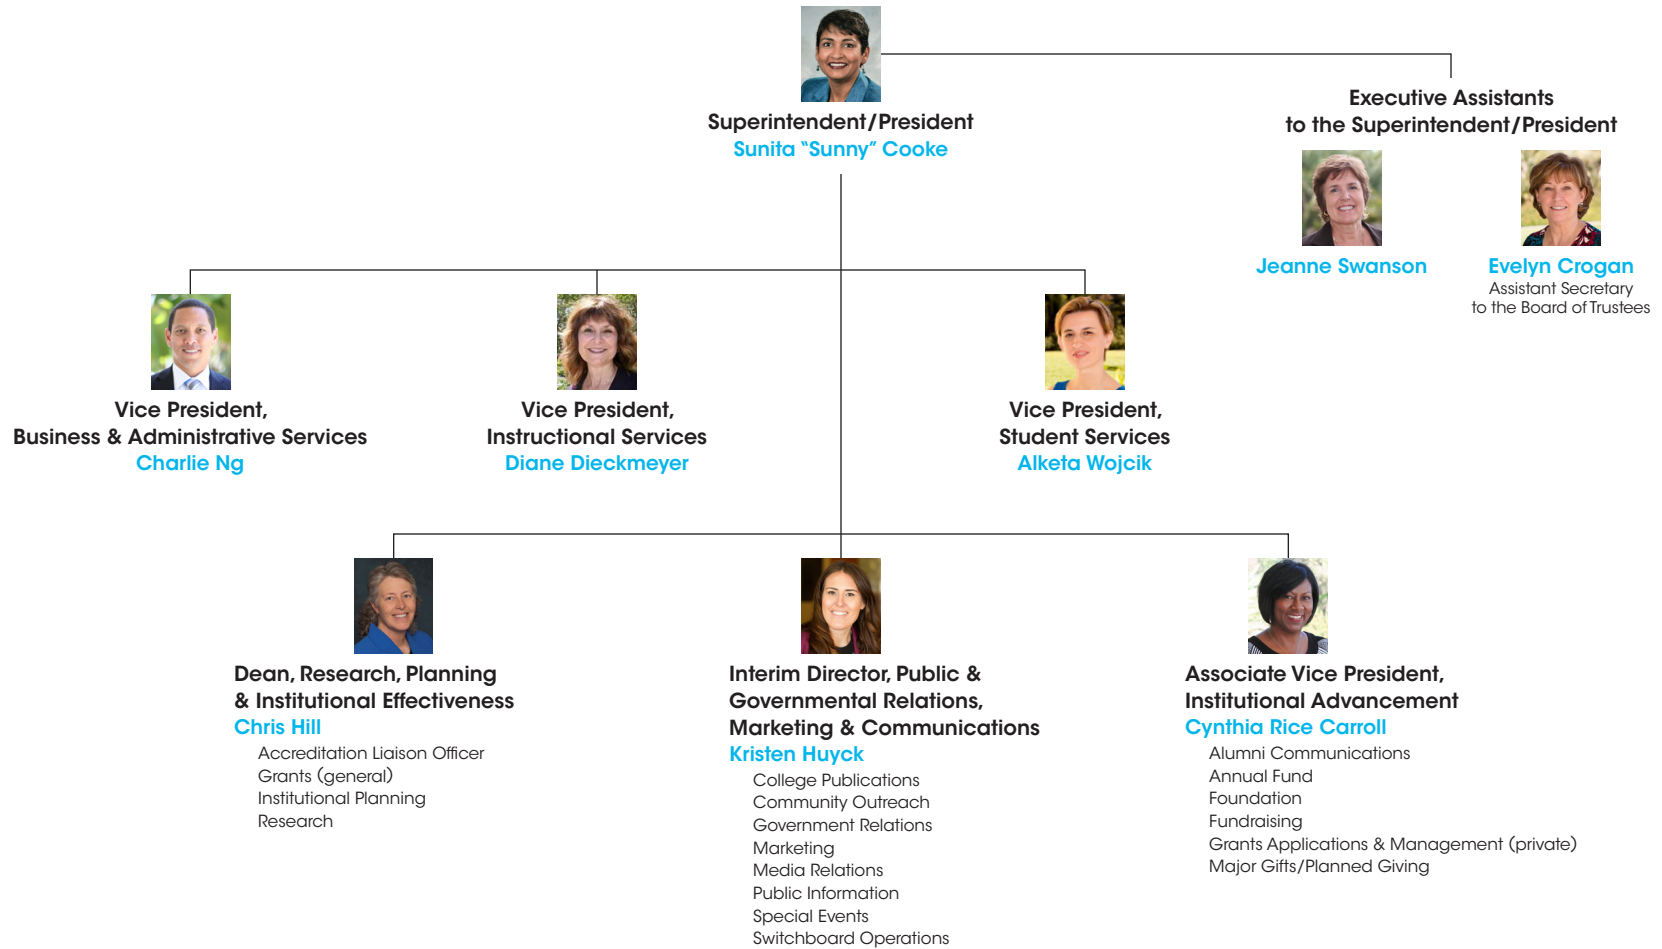 Superintendent/President
Sunita “Sunny” Cooke
Executive Assistants
to the Superintendent/President
Jeanne Swanson
Evelyn Crogan
Assistant Secretary
to the Board of Trustees
Vice President,
Business & Administrative Services
Charlie Ng
Vice President,
Instructional Services
Diane Dieckmeyer
Vice President,
Student Services
Alketa Wojcik
Dean, Research, Planning
& Institutional Effectiveness
Chris Hill
Accreditation Liaison Officer
Grants (general)
Institutional Planning
Research
Interim Director, Public &
Governmental Relations,
Marketing & Communications
Kristen Huyck
College Publications
Community Outreach
Government Relations
Marketing
Media Relations
Public Information
Special Events
Switchboard Operations
Associate Vice President,
Institutional Advancement
Cynthia Rice Carroll
Alumni Communications
Annual Fund
Foundation
Fundraising
Grants Applications & Management (private)
Major Gifts/Planned Giving